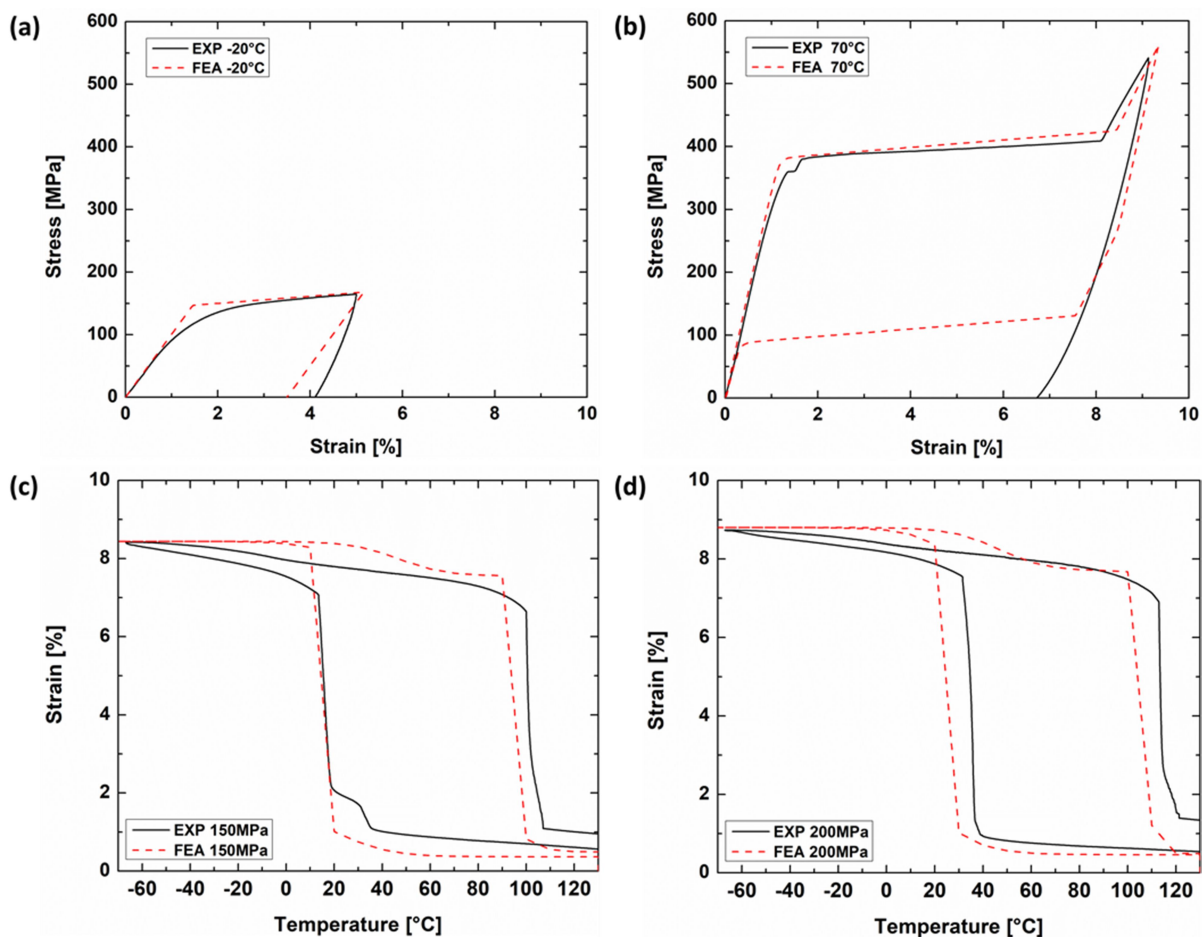 (a)
600
500
400
300
200
100
0
Stress [MPa]
EXP -20°C
FEA -20°C
0 2 4 6 8 10
Strain [%]
(b)
600
500
400
300
200
100
0
Stress [MPa]
EXP 70°C
FEA 70°C
0 2 4 6 8 10
Strain [%]
(c)
10
8
6
4
2
0
Strain [%]
EXP 150MPa
FEA 150MPa
-60 -40 -20 0 20 40 60 80 100 120
Temperature [°C]
(d)
10
8
6
4
2
0
Strain [%]
EXP 200MPa
FEA 200MPa
-60 -40 -20 0 20 40 60 80 100 120
Temperature [°C]